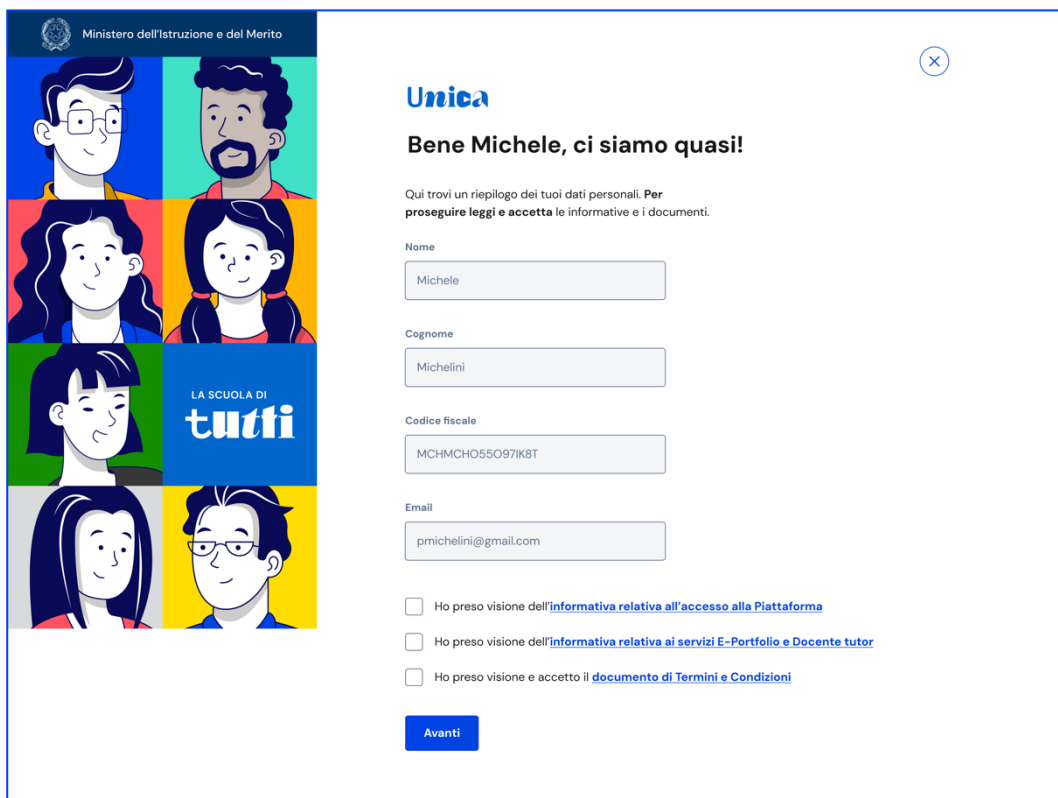 Ministero dell'Istruzione e del Merito
LA SCUOLA DI
tutti
Unica
Bene Michele, ci siamo quasi!
Qui trovi un riepilogo dei tuoi dati personali. Per
proseguire leggi e accetta le informative e i documenti.
Nome
Michele
Cognome
Michelini
Codice fiscale
MCHMCHO55O97IK8T
Email
pmichelini@gmail.com
Ho preso visione dell'informativa relativa all'accesso alla Piattaforma
Ho preso visione dell'informativa relativa ai servizi E-Portfolio e Docente tutor
Ho preso visione e accetto il documento di Termini e Condizioni
Avanti